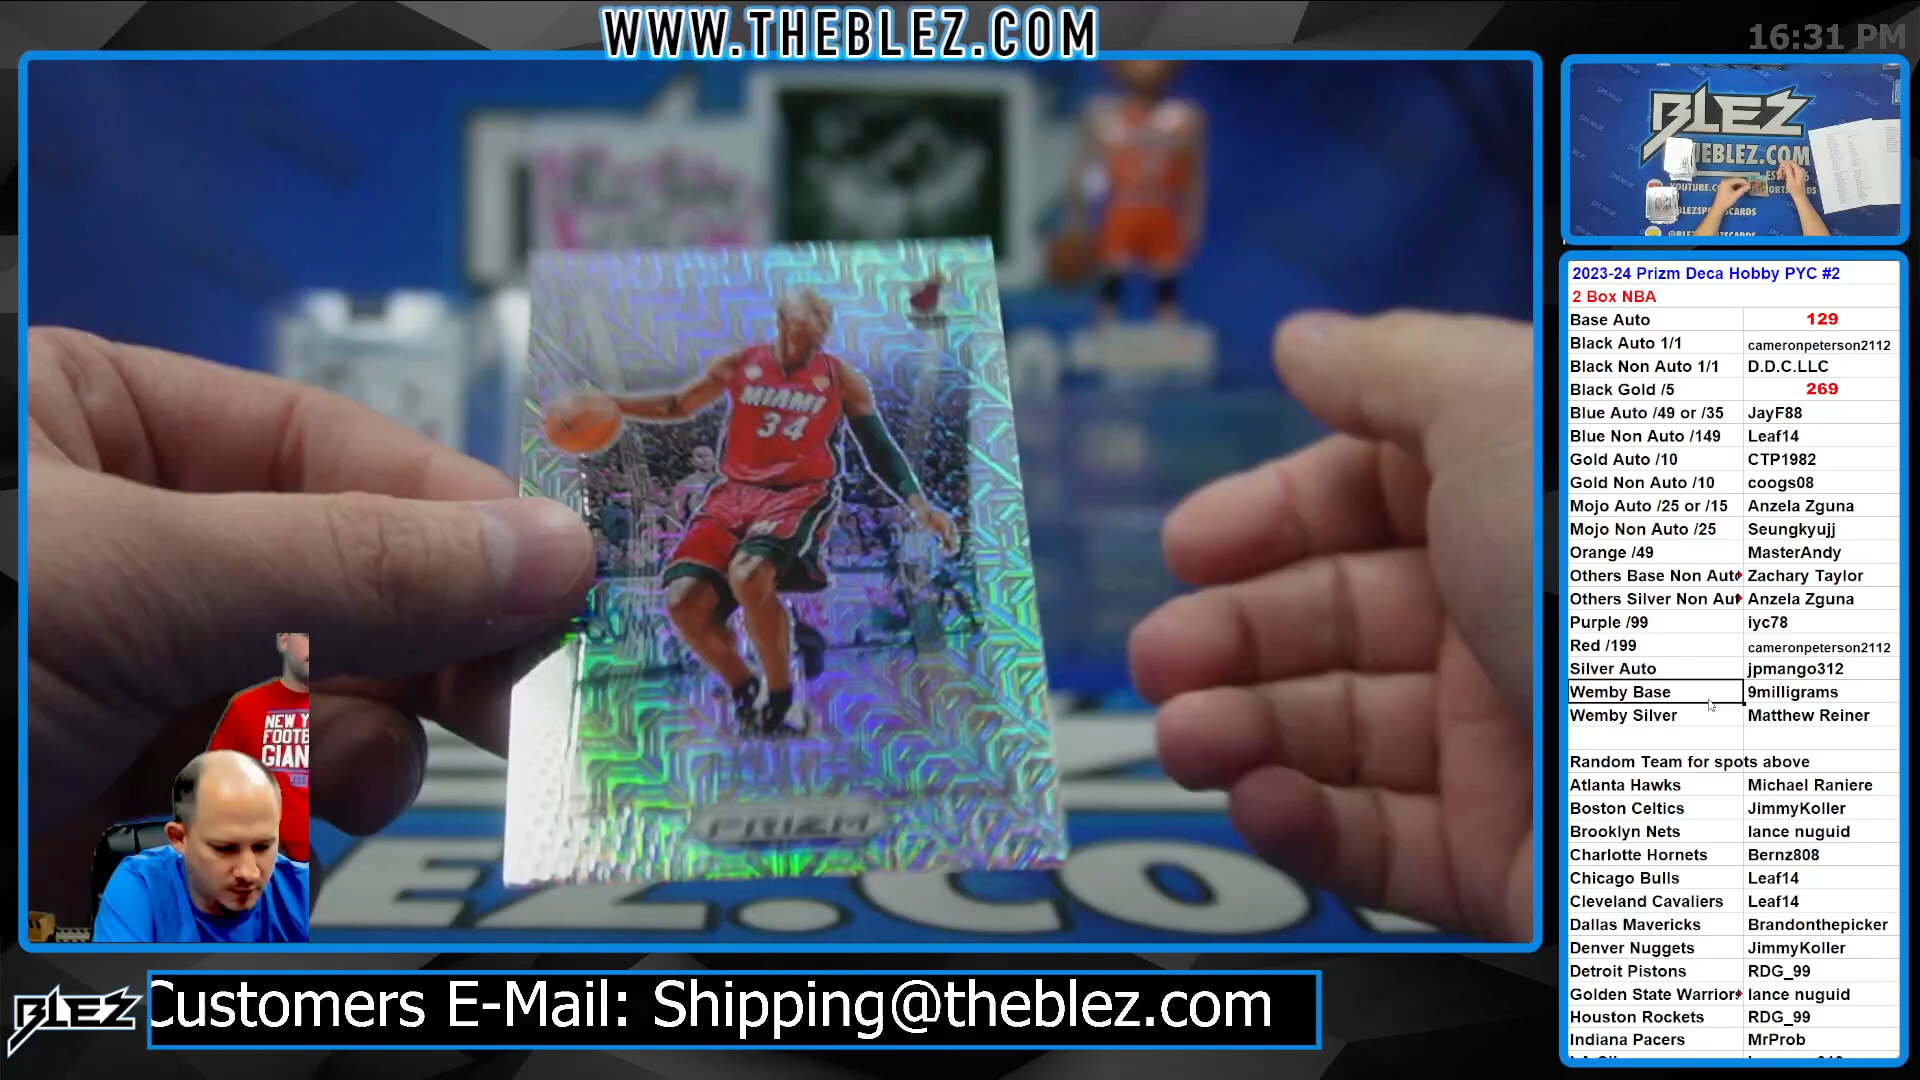 WWW.THEBLEZ.COM
16:31 PM
BLEZ
THEBLEZ.COM
MIAMI
34
PRIZM
NEW Y
FOOTB
GIAN
2023-24 Prizm Deca Hobby PYC #2
2 Box NBA
Base Auto 129
Black Auto 1/1 cameronpeterson2112
Black Non Auto 1/1 D.D.C.LLC
Black Gold /5 269
Blue Auto /49 or /35 JayF88
Blue Non Auto /149 Leaf14
Gold Auto /10 CTP1982
Gold Non Auto /10 coogs08
Mojo Auto /25 or /15 Anzela Zguna
Mojo Non Auto /25 Seungkyujj
Orange /49 MasterAndy
Others Base Non Auto Zachary Taylor
Others Silver Non Aut Anzela Zguna
Purple /99 iyc78
Red /199 cameronpeterson2112
Silver Auto jpmango312
Wemby Base 9milligrams
Wemby Silver Matthew Reiner
Random Team for spots above
Atlanta Hawks Michael Raniere
Boston Celtics JimmyKoller
Brooklyn Nets lance nuguid
Charlotte Hornets Bernz808
Chicago Bulls Leaf14
Cleveland Cavaliers Leaf14
Dallas Mavericks Brandonthepicker
Denver Nuggets JimmyKoller
Detroit Pistons RDG_99
Golden State Warriors lance nuguid
Houston Rockets RDG_99
Indiana Pacers MrProb
BLEZ
Customers E-Mail: Shipping@theblez.com